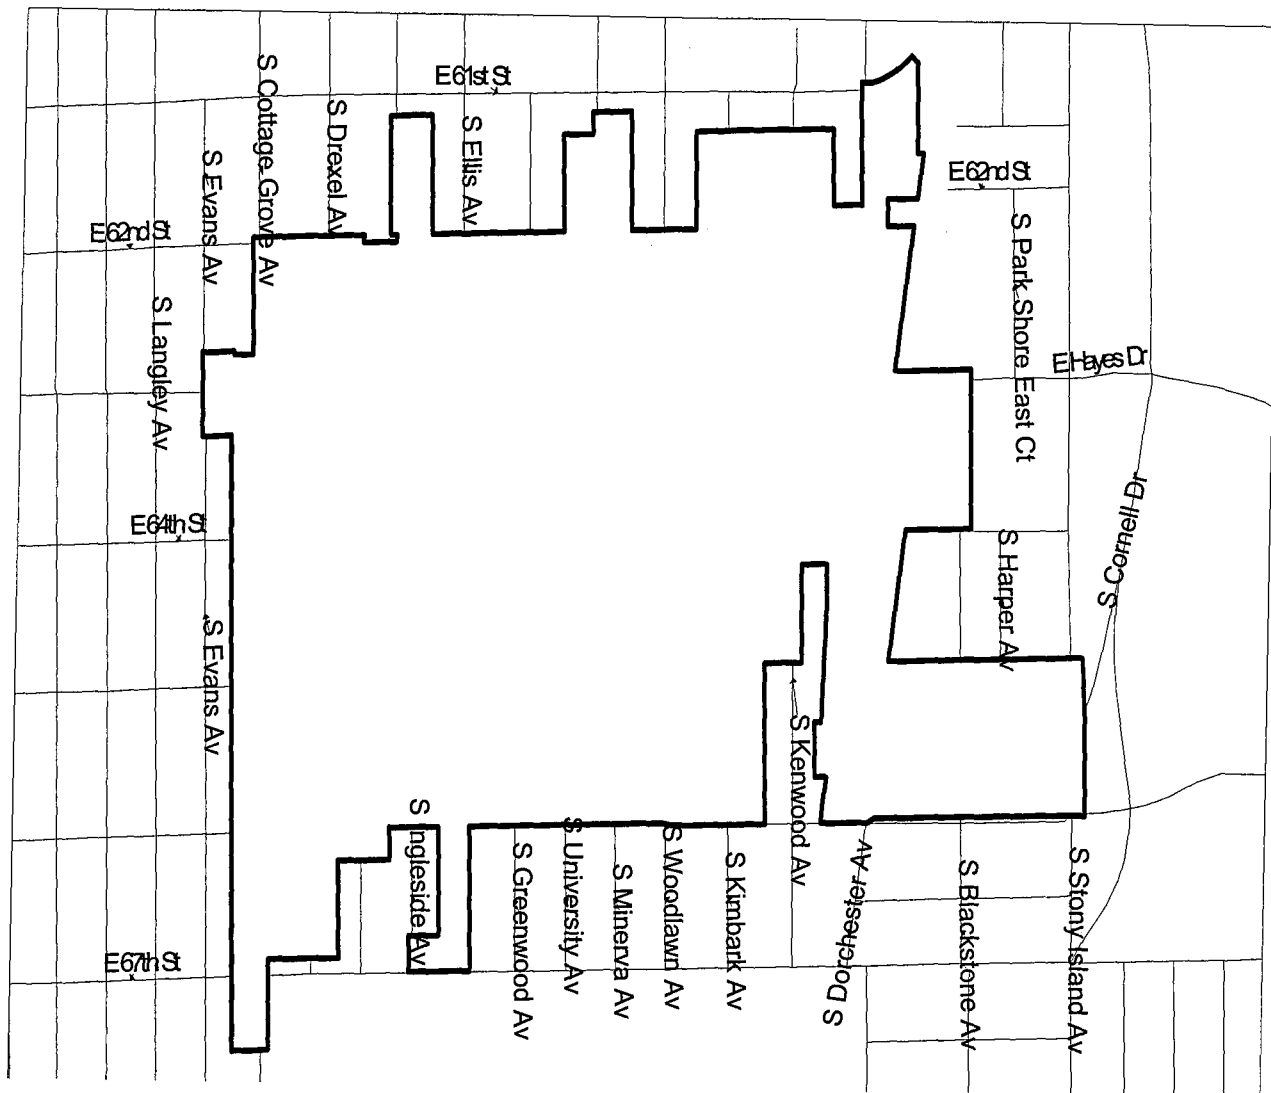 E 61st St
S Cottage Grove Av
S Drexel Av
S Ellis Av
S Evans Av
E 62nd St
E 62nd St
S Park Shore East Ct
S Langley Av
E Hayes Dr
S Cornell Dr
E 64th St
S Harper Av
S Evans Av
S Kenwood Av
S Ingleside Av
S Greenwood Av
S University Av
S Minerva Av
S Woodlawn Av
S Kimbark Av
S Dorchester Av
S Blackstone Av
S Stony Island Av
E 67th St